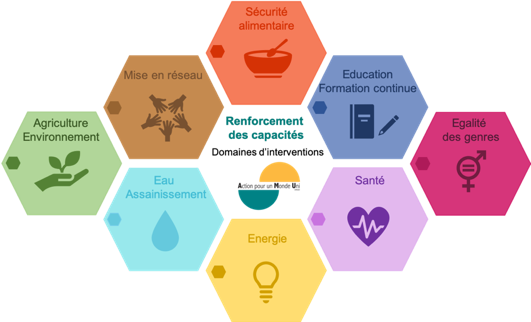 Sécurité
alimentaire
Mise en réseau
Education
Formation continue
Agriculture
Environnement
Renforcement
des capacités
Domaines d'interventions
Egalité
des genres
Eau
Assainissement
Action pour un Monde Uni
Santé
Energie